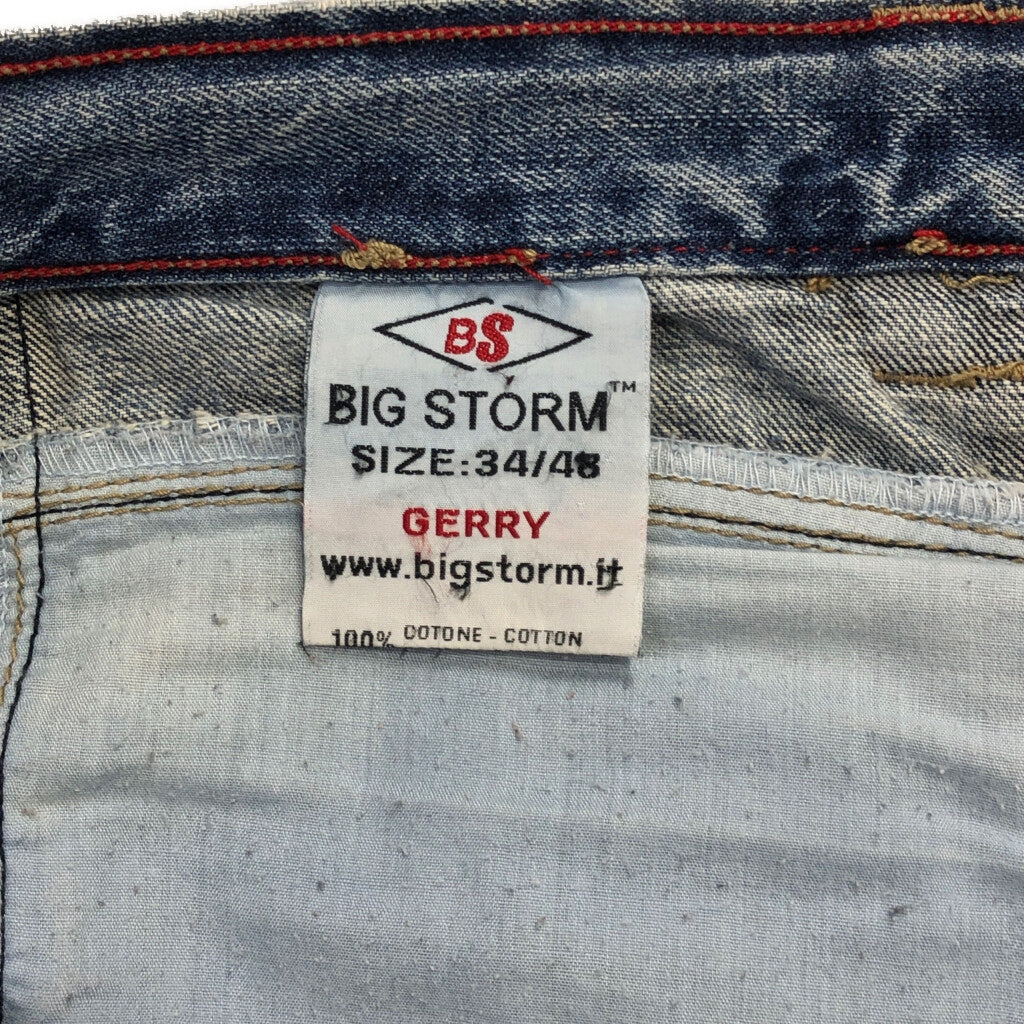 BS
BIG STORM™
SIZE:34/48
GERRY
www.bigstorm.it
100% COTONE - COTTON